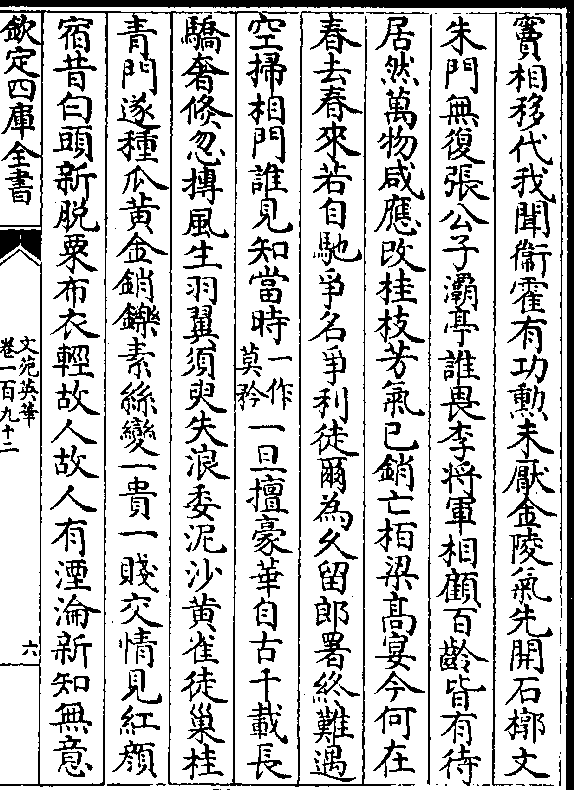 竇相移代我聞衞霍有功勲未厭金陵氣先開石槨文
朱門無復張公子灞亭誰畏李将軍相顧百齡皆有待
居然萬物咸應改桂枝芳氣已銷亡栢梁髙宴今何在
春去春來若自馳爭名爭利徒爾為久留郎署終難遇
空掃相門誰見知當時一作莫矜一旦擅豪華自古千載長
驕奢倐忽摶風生羽翼須臾失浪委泥沙黄雀徒巢桂
青門遂種瓜黄金銷鑠素絲變一貴一賤交情見紅顔
宿昔白頭新脱粟布衣輕故人故人有湮淪新知無意
欽定四庫全書
文苑英華
卷一百九十二
六